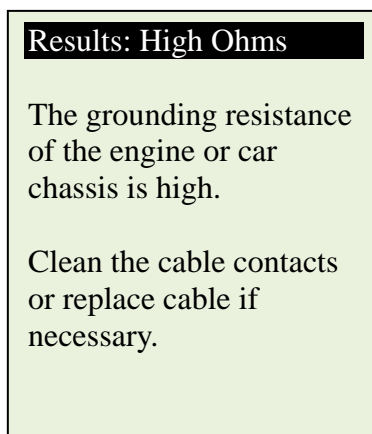 Results: High Ohms
The grounding resistance
of the engine or car
chassis is high.
Clean the cable contacts
or replace cable if
necessary.